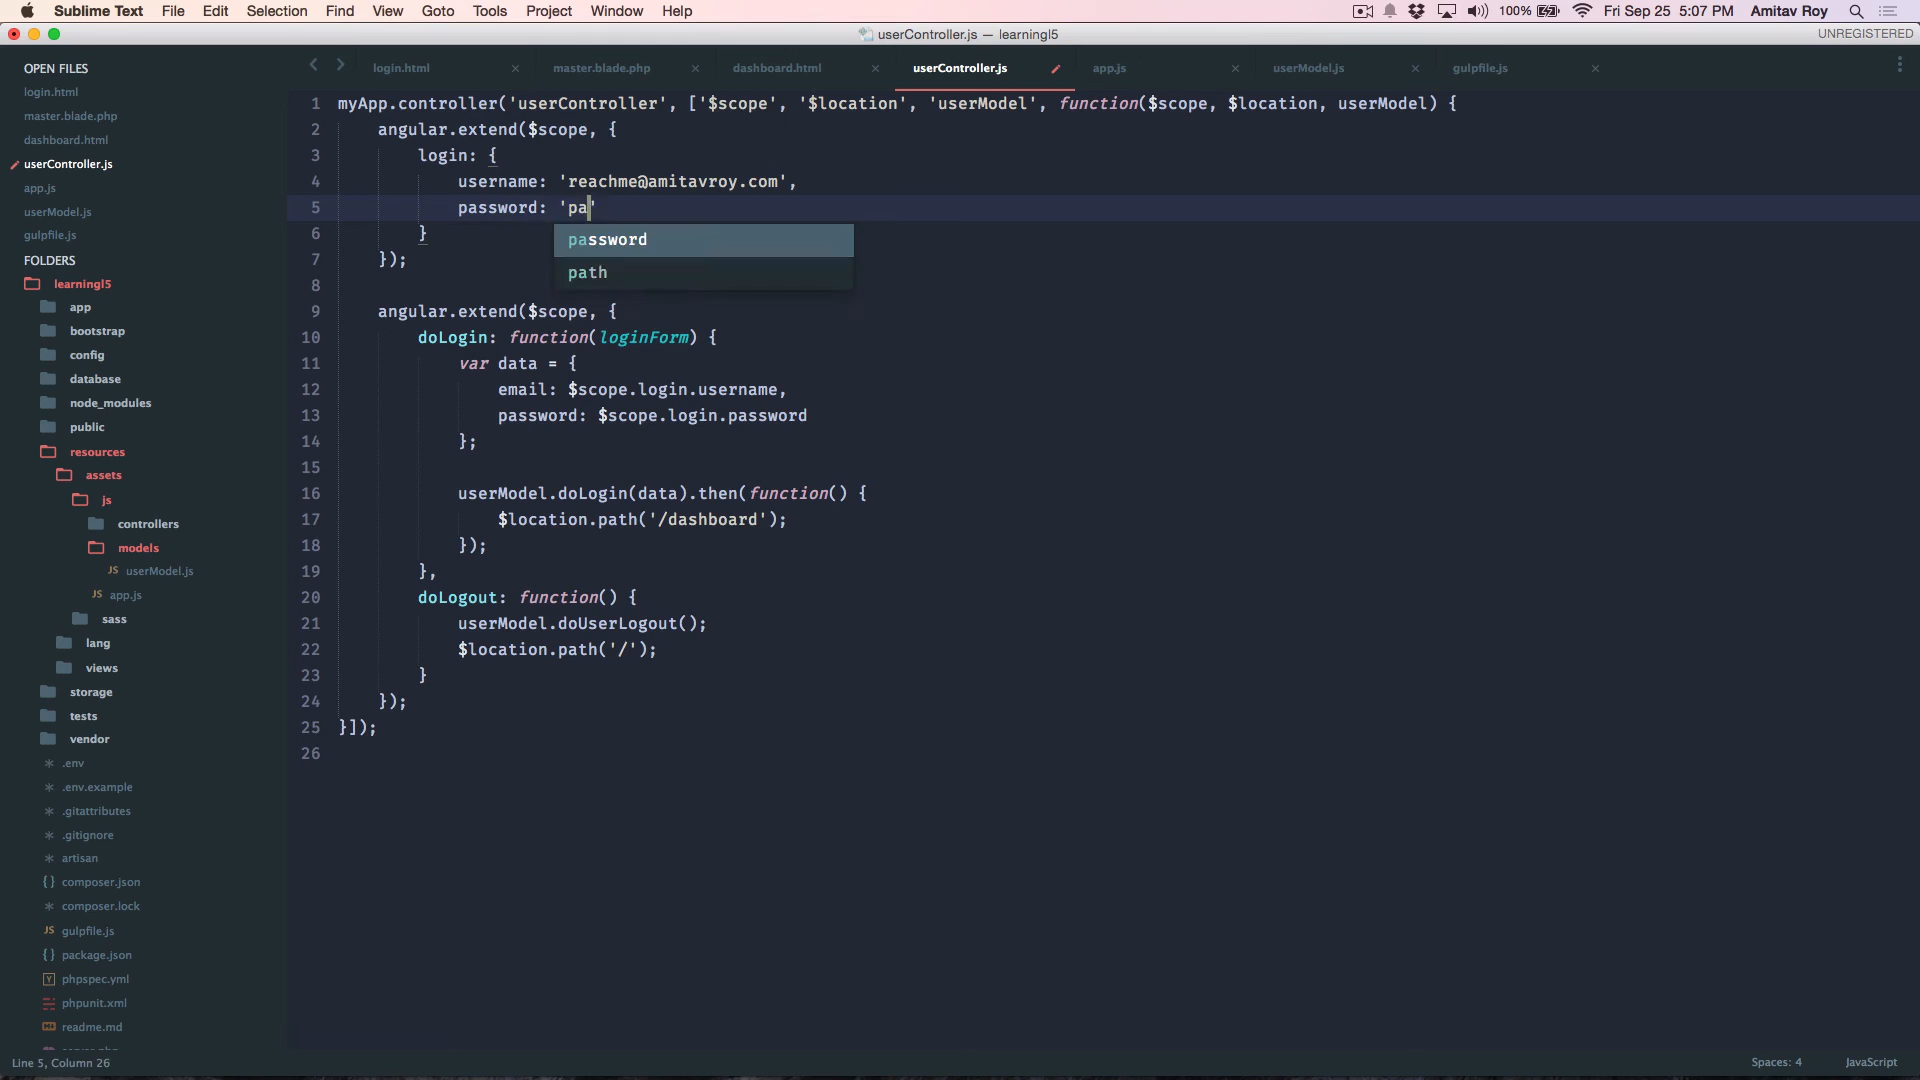 Sublime Text File Edit Selection Find View Goto Tools Project Window Help 100% Fri Sep 25 5:07 PM Amitav Roy
userController.js — learningl5 UNREGISTERED
OPEN FILES
login.html
master.blade.php
dashboard.html
userController.js
app.js
userModel.js
gulpfile.js
FOLDERS
learningl5
app
bootstrap
config
database
node_modules
public
resources
assets
js
controllers
models
JS userModel.js
JS app.js
sass
lang
views
storage
tests
vendor
.env
.env.example
.gitattributes
.gitignore
artisan
{} composer.json
composer.lock
JS gulpfile.js
{} package.json
Y phpspec.yml
phpunit.xml
readme.md
login.html master.blade.php dashboard.html userController.js app.js userModel.js gulpfile.js
1 myApp.controller('userController', ['$scope', '$location', 'userModel', function($scope, $location, userModel) {
2 angular.extend($scope, {
3 login: {
4 username: 'reachme@amitavroy.com',
5 password: 'pa'
6 }
7 });
8
9 angular.extend($scope, {
10 doLogin: function(loginForm) {
11 var data = {
12 email: $scope.login.username,
13 password: $scope.login.password
14 };
15
16 userModel.doLogin(data).then(function() {
17 $location.path('/dashboard');
18 });
19 },
20 doLogout: function() {
21 userModel.doUserLogout();
22 $location.path('/');
23 }
24 });
25 }]);
26
password
path
Line 5, Column 26 Spaces: 4 JavaScript